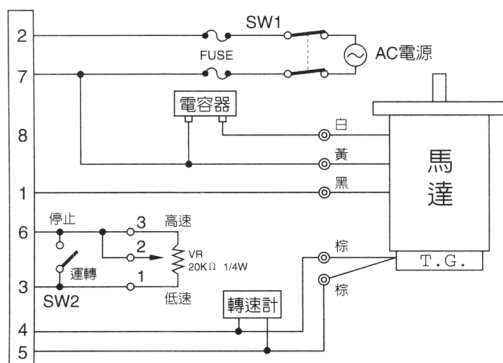 2
7
8
1
6
3
4
5
SW1
FUSE
AC電源
電容器
白
黃
黑
馬達
T.G.
停止
運轉
SW2
3
2
1
高速
VR
20KΩ 1/4W
低速
轉速計
棕
棕